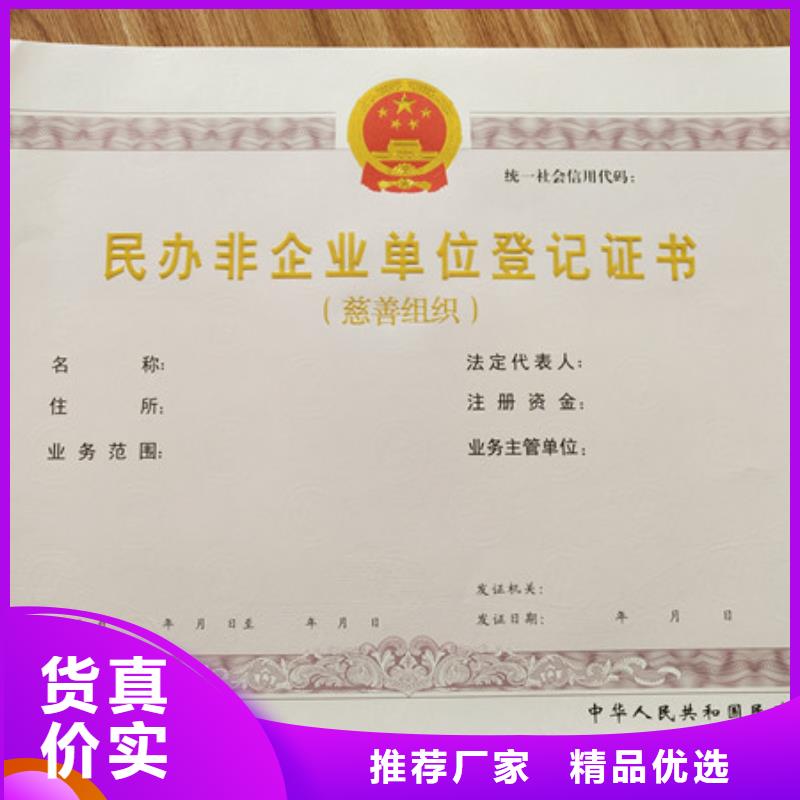 统一社会信用代码:
民办非企业单位登记证书
(慈善组织)
名 称:
法定代表人:
住 所:
注 册 资 金:
业 务 范 围:
业务主管单位:
发证机关:
发证日期: 年 月 日
年 月 日至 年 月 日
中华人民共和国民
货真
价实
推荐厂家 精品优选